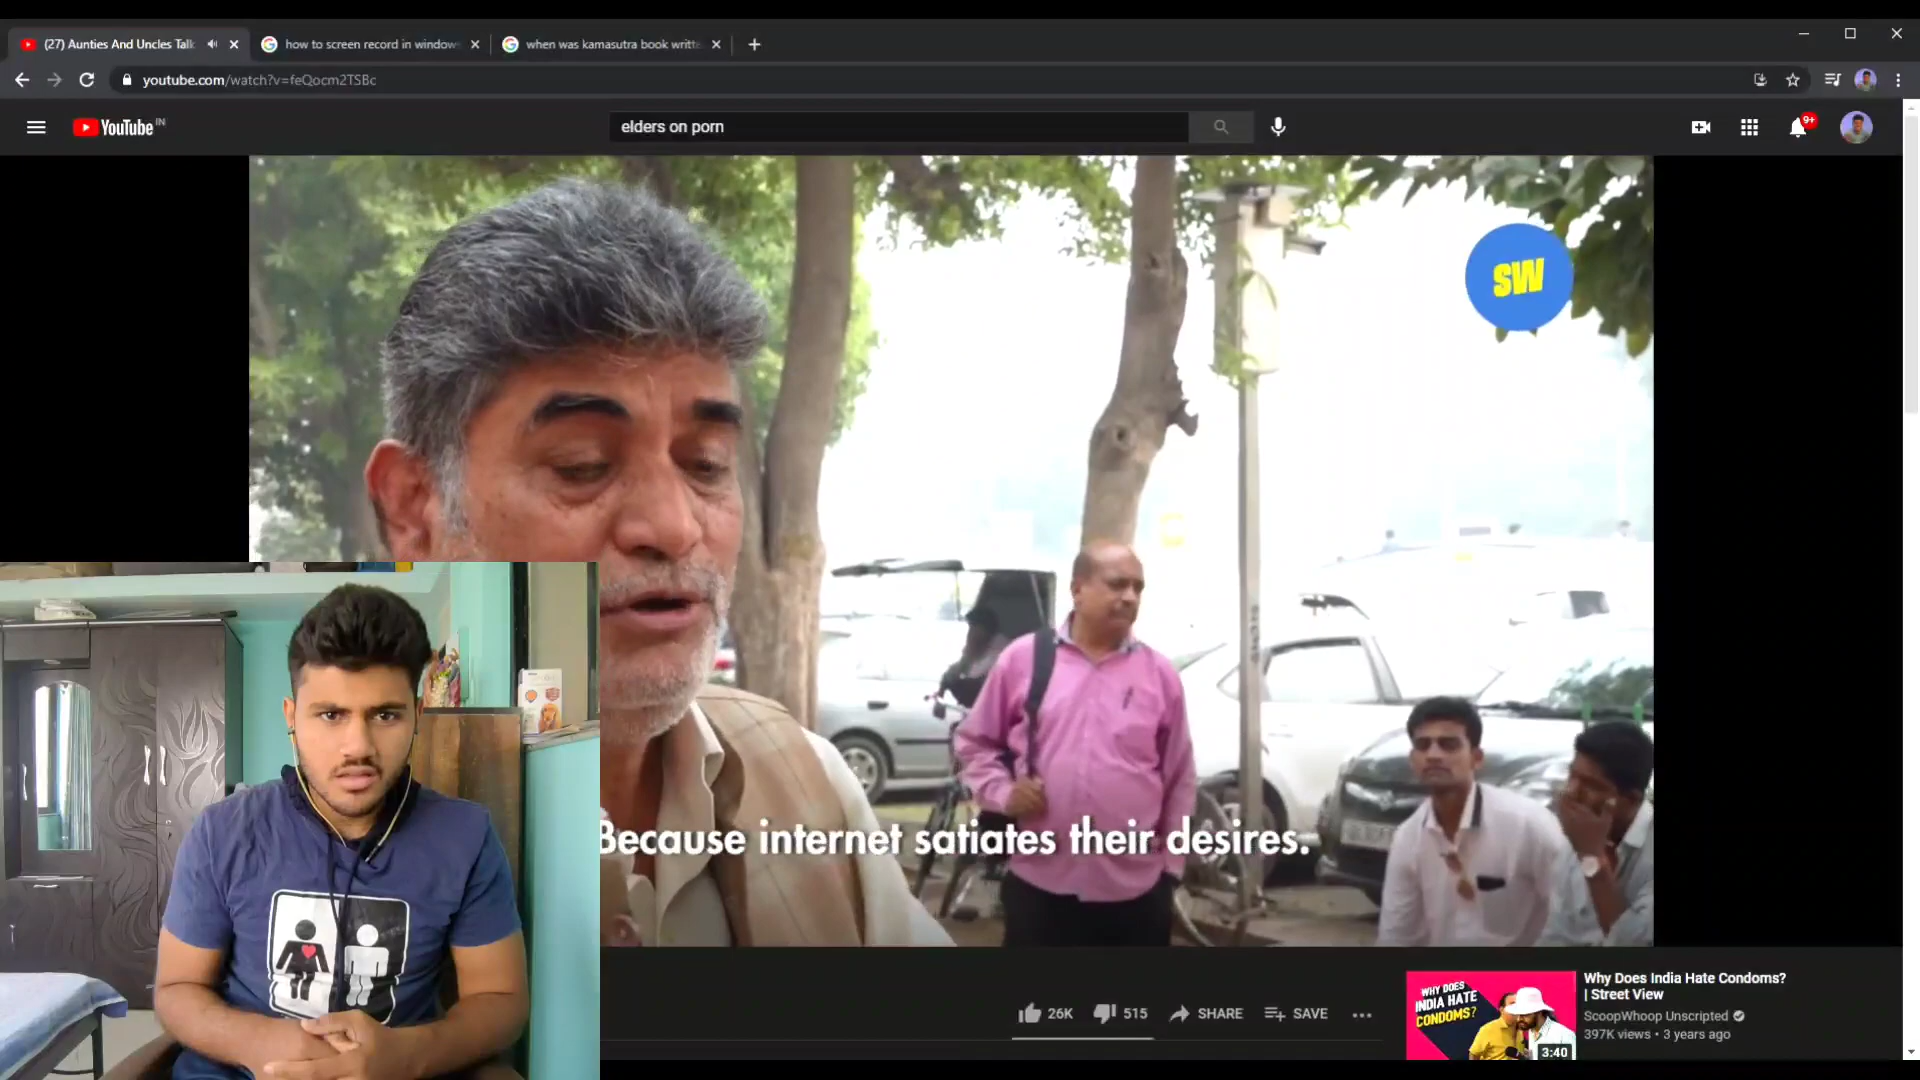 (27) Aunties And Uncles Talk
how to screen record in window
when was kamasutra book writte
youtube.com/watch?v=feQocm2TSBc
YouTube IN
elders on porn
9+
SW
Because internet satiates their desires.
26K
515
SHARE
SAVE
WHY DOES
INDIA HATE
CONDOMS?
3:40
Why Does India Hate Condoms?
| Street View
ScoopWhoop Unscripted
397K views • 3 years ago